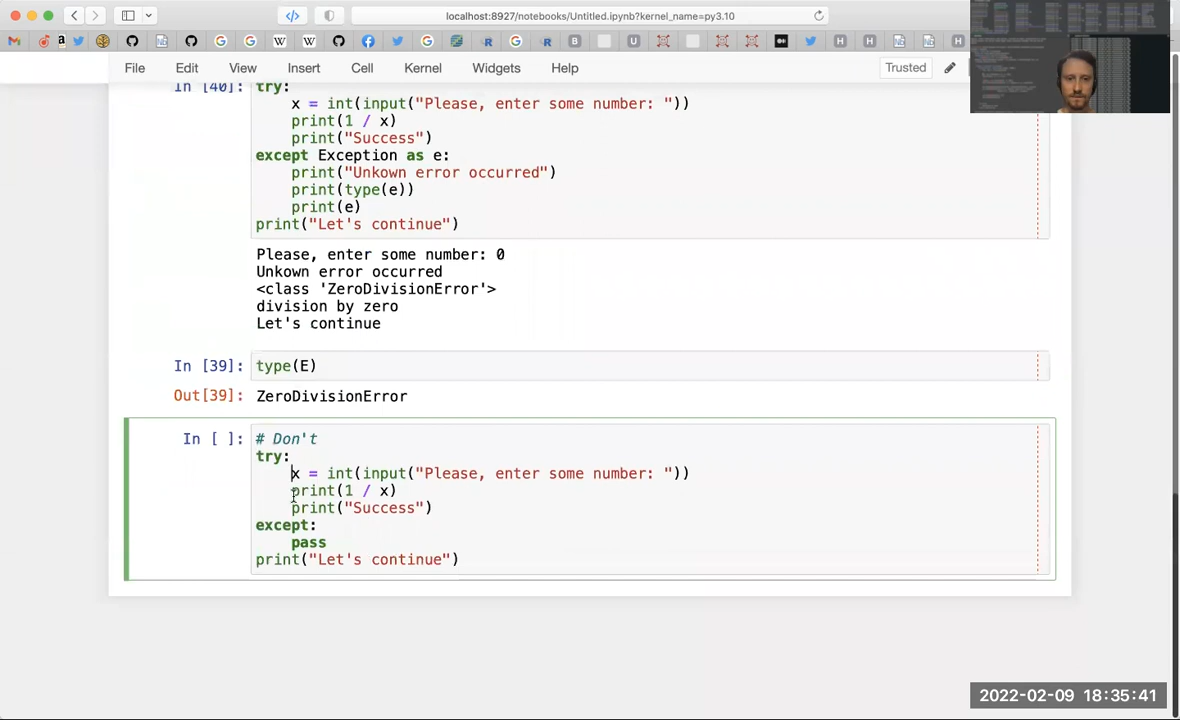 localhost:8927/notebooks/Untitled.ipynb?kernel_name=py3.10
File Edit View Insert Cell Kernel Widgets Help Trusted
In [40]: try:
x = int(input("Please, enter some number: "))
print(1 / x)
print("Success")
except Exception as e:
print("Unkown error occurred")
print(type(e))
print(e)
print("Let's continue")
Please, enter some number: 0
Unkown error occurred
<class 'ZeroDivisionError'>
division by zero
Let's continue
In [39]: type(E)
Out[39]: ZeroDivisionError
In [ ]: # Don't
try:
x = int(input("Please, enter some number: "))
print(1 / x)
print("Success")
except:
pass
print("Let's continue")
2022-02-09 18:35:41